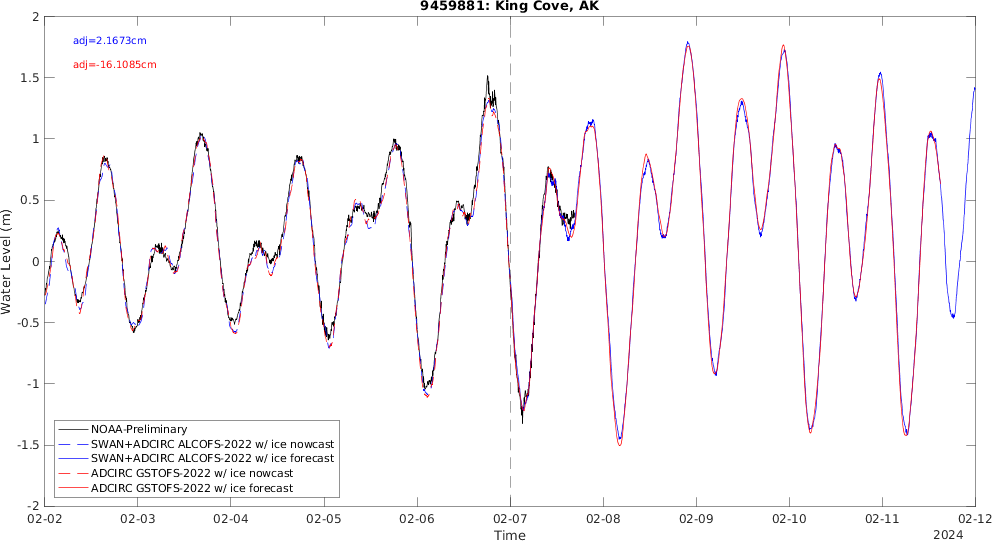 9459881: King Cove, AK
adj=2.1673cm
adj=-16.1085cm
Water Level (m)
2
1.5
1
0.5
0
-0.5
-1
-1.5
-2
NOAA-Preliminary
SWAN+ADCIRC ALCOFS-2022 w/ ice nowcast
SWAN+ADCIRC ALCOFS-2022 w/ ice forecast
ADCIRC GSTOFS-2022 w/ ice nowcast
ADCIRC GSTOFS-2022 w/ ice forecast
02-02 02-03 02-04 02-05 02-06 02-07 02-08 02-09 02-10 02-11 02-12
Time
2024